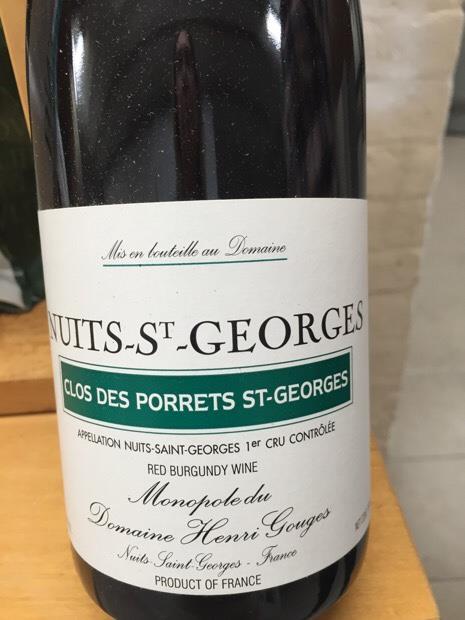 Mis en bouteille au Domaine
NUITS-ST-GEORGES
CLOS DES PORRETS ST-GEORGES
APPELLATION NUITS-SAINT-GEORGES 1er CRU CONTRÔLÉE
RED BURGUNDY WINE
Monopole du
Domaine Henri Gouges
Nuits-Saint-Georges - France
PRODUCT OF FRANCE